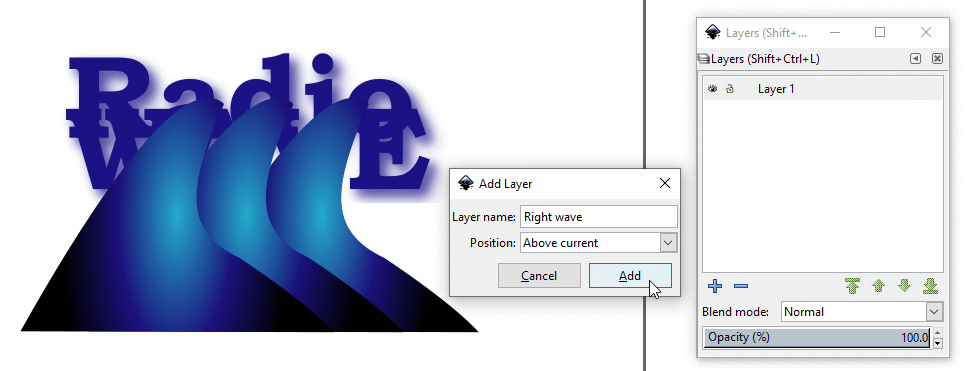 Radio
W E
Add Layer
Layer name: Right wave
Position: Above current
Cancel Add
Layers (Shift+...
Layers (Shift+Ctrl+L)
Layer 1
Blend mode: Normal
Opacity (%) 100.0